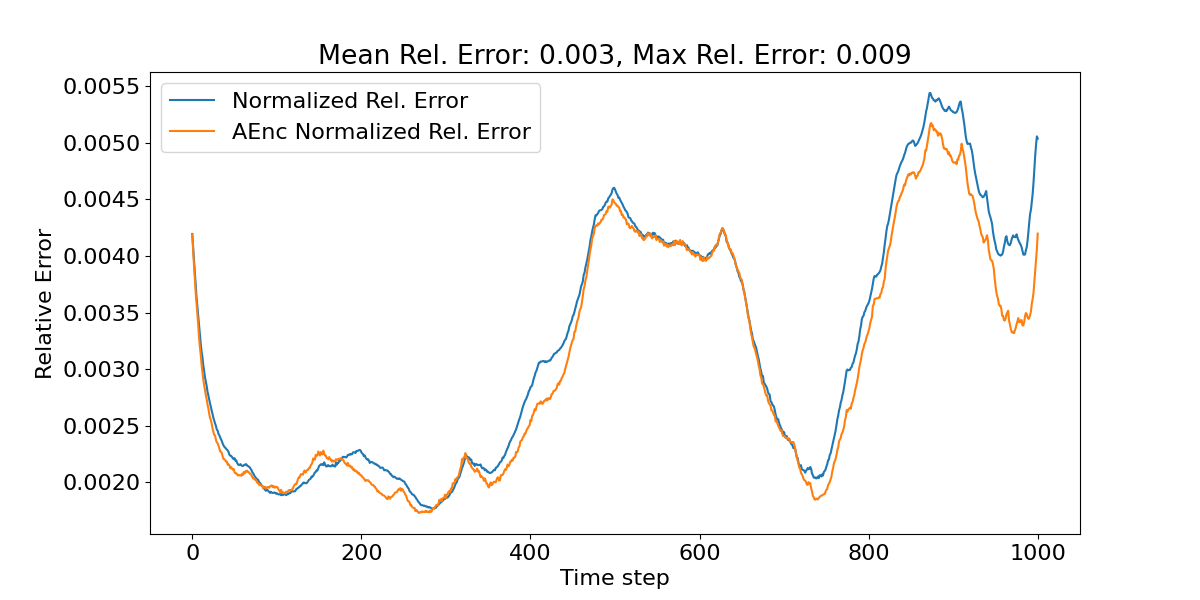 Mean Rel. Error: 0.003, Max Rel. Error: 0.009
Normalized Rel. Error
AEnc Normalized Rel. Error
0.0055
0.0050
0.0045
0.0040
0.0035
0.0030
0.0025
0.0020
Relative Error
0 200 400 600 800 1000
Time step